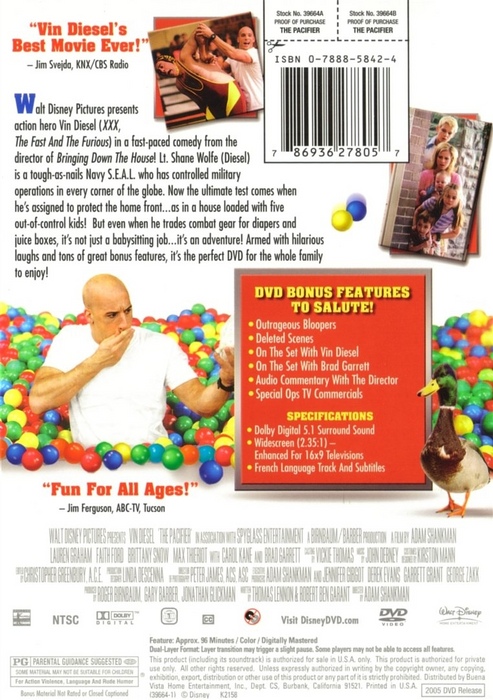 “Vin Diesel's
Best Movie Ever!”
– Jim Svejda, KNX/CBS Radio
Stock No. 39664A
PROOF OF PURCHASE
THE PACIFIER
Stock No. 39664B
PROOF OF PURCHASE
THE PACIFIER
ISBN 0-7888-5842-4
7 86936 27805 7
Walt Disney Pictures presents
action hero Vin Diesel (XXX,
The Fast And The Furious) in a fast-paced comedy from the
director of Bringing Down The House! Lt. Shane Wolfe (Diesel)
is a tough-as-nails Navy S.E.A.L. who has controlled military
operations in every corner of the globe. Now the ultimate test comes when
he's assigned to protect the home front...as in a house loaded with five
out-of-control kids! But even when he trades combat gear for diapers and
juice boxes, it's not just a babysitting job...it's an adventure! Armed with hilarious
laughs and tons of great bonus features, it's the perfect DVD for the whole family
to enjoy!
DVD BONUS FEATURES
TO SALUTE!
• Outrageous Bloopers
• Deleted Scenes
• On The Set With Vin Diesel
• On The Set With Brad Garrett
• Audio Commentary With The Director
• Special Ops TV Commercials
SPECIFICATIONS
• Dolby Digital 5.1 Surround Sound
• Widescreen (2.35:1) –
Enhanced For 16x9 Televisions
• French Language Track And Subtitles
“Fun For All Ages!”
– Jim Ferguson, ABC-TV, Tucson
WALT DISNEY PICTURES PRESENTS VIN DIESEL "THE PACIFIER" IN ASSOCIATION WITH SPYGLASS ENTERTAINMENT A BIRNBAUM/BARBER PRODUCTION A FILM BY ADAM SHANKMAN
LAUREN GRAHAM FAITH FORD BRITTANY SNOW MAX THIERIOT WITH CAROL KANE AND BRAD GARRETT CASTING BY VICKIE THOMAS MUSIC BY JOHN DEBNEY KIRSTON MANN
CHRISTOPHER GREENBURY, A.C.E. LINDA DESCENNA PETER JAMES, ACS, ASC ADAM SHANKMAN AND JENNIFER GIBGOT DEREK EVANS GARRETT GRANT GEORGE ZAKK
PRODUCED BY ROGER BIRNBAUM GARY BARBER JONATHAN GLICKMAN WRITTEN BY THOMAS LENNON & ROBERT BEN GARANT DIRECTED BY ADAM SHANKMAN
NTSC
DOLBY
DIGITAL
CC
Visit Disney DVD.com
DVD
VIDEO
Walt Disney
Feature: Approx. 96 Minutes / Color / Digitally Mastered
Dual-Layer Format: Layer transition may trigger a slight pause. Some players may not be able to access all features.
PG PARENTAL GUIDANCE SUGGESTED
SOME MATERIAL MAY NOT BE SUITABLE FOR CHILDREN
For Action Violence, Language And Rude Humor
Bonus Material Not Rated or Closed Captioned
This product (including its soundtrack) is authorized for sale in U.S.A. only. This product is authorized for private
use only. All other rights reserved. Unless expressly authorized in writing by the copyright owner, any copying,
exhibition, export, distribution or other use of this product or any part of it is strictly prohibited. Distributed by Buena
Vista Home Entertainment, Inc., Dept. CS, Burbank, California 91521. Printed in U.S.A.
(39664-1) © Disney K2158
2005 DVD Release